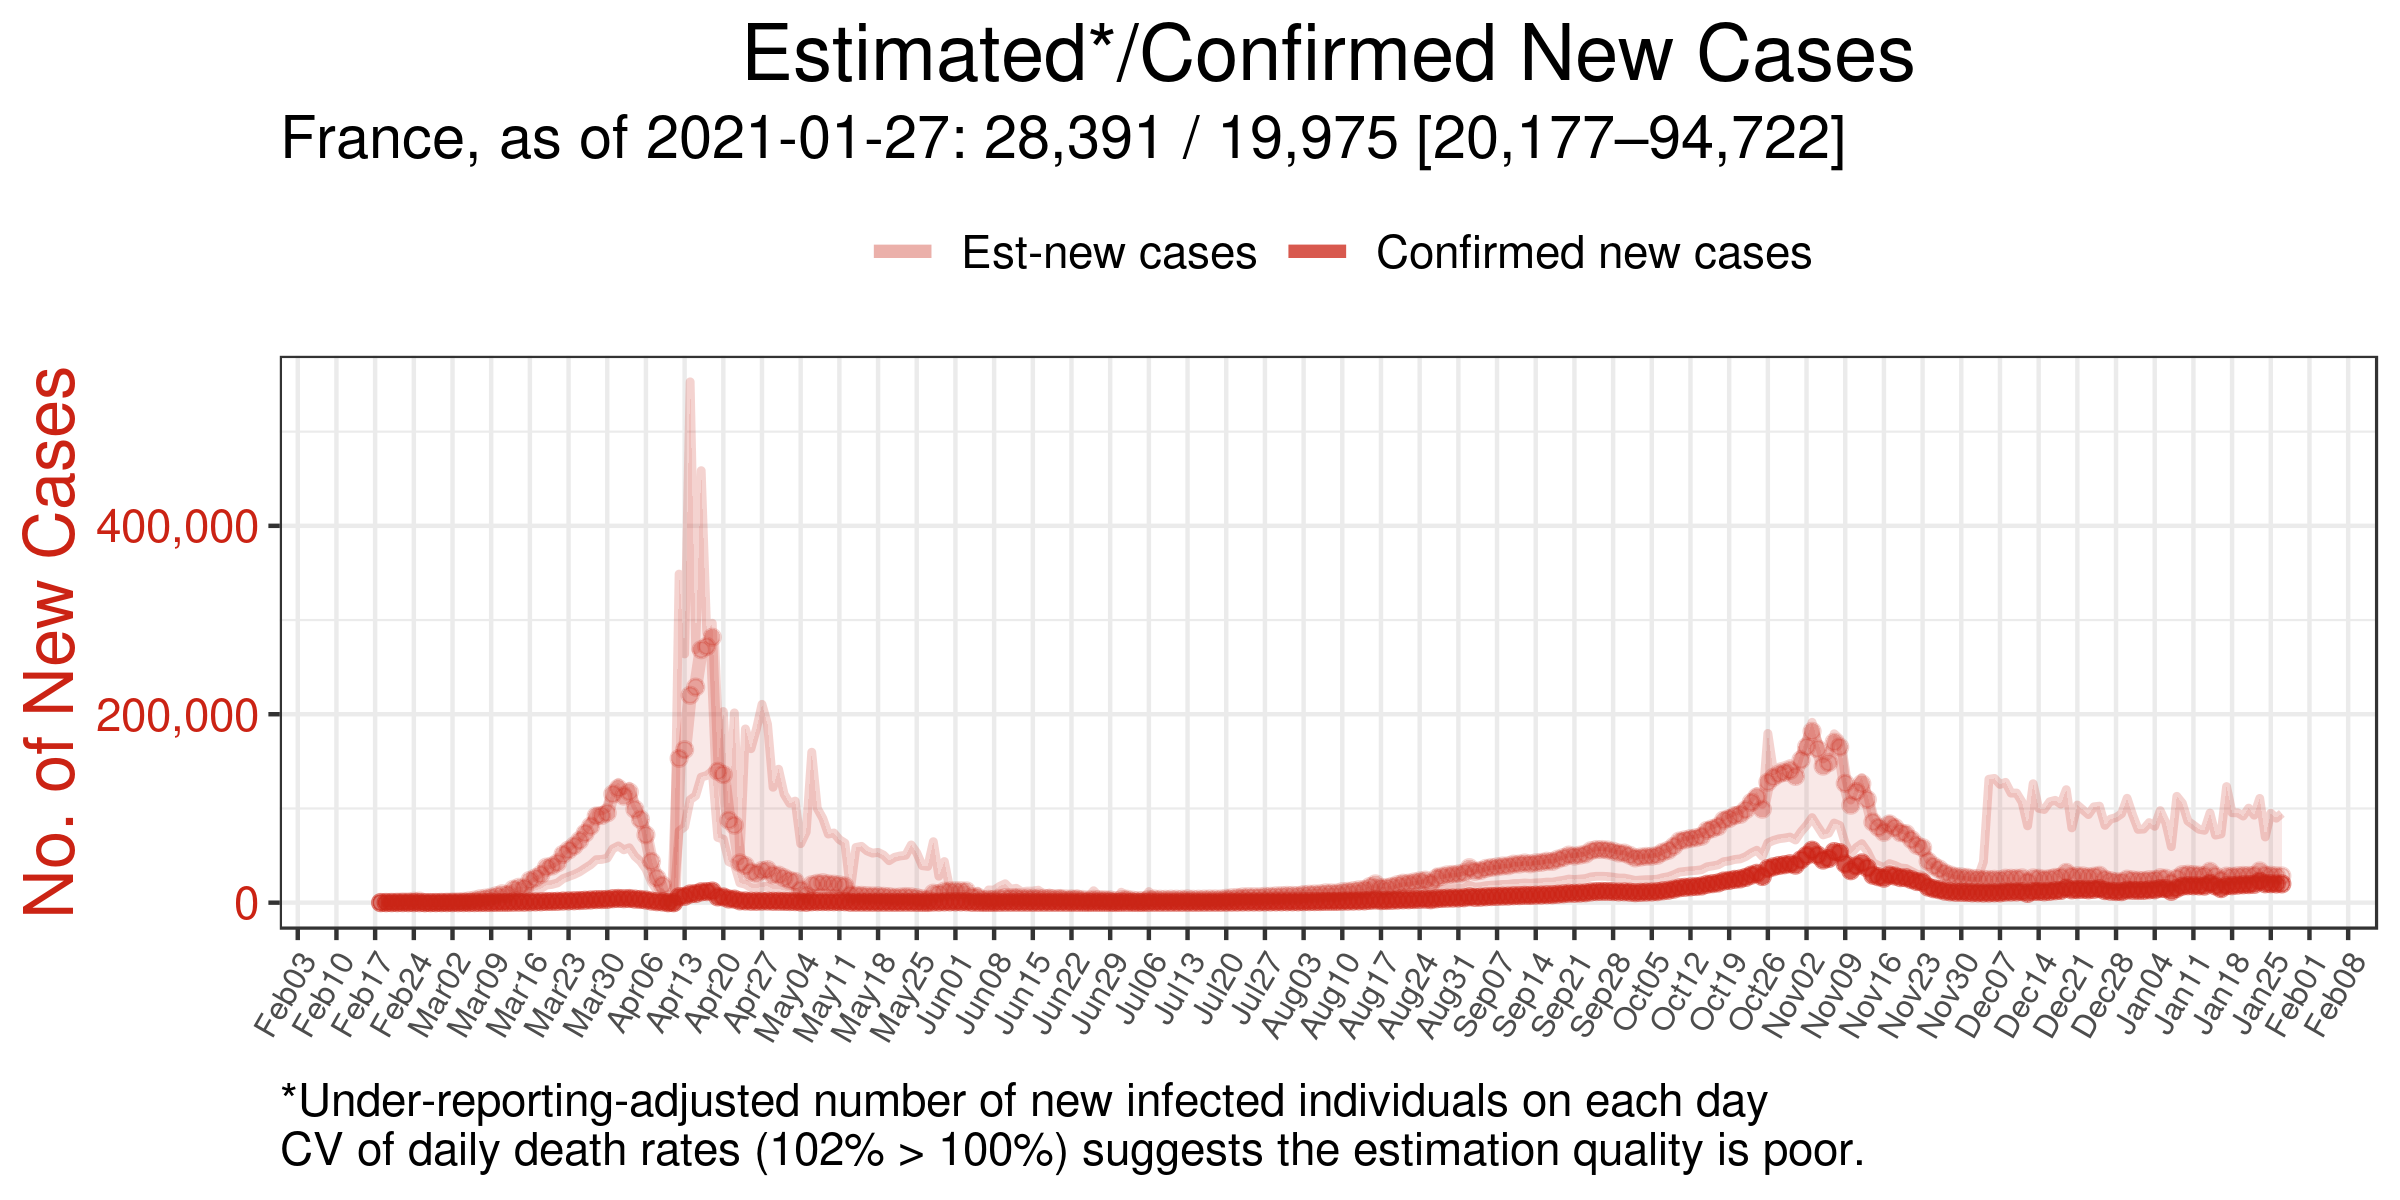 Estimated*/Confirmed New Cases
France, as of 2021-01-27: 28,391 / 19,975 [20,177–94,722]
Est-new cases
Confirmed new cases
No. of New Cases
400,000
200,000
0
Feb03
Feb10
Feb17
Feb24
Mar02
Mar09
Mar16
Mar23
Mar30
Apr06
Apr13
Apr20
Apr27
May04
May11
May18
May25
Jun01
Jun08
Jun15
Jun22
Jun29
Jul06
Jul13
Jul20
Jul27
Aug03
Aug10
Aug17
Aug24
Aug31
Sep07
Sep14
Sep21
Sep28
Oct05
Oct12
Oct19
Oct26
Nov02
Nov09
Nov16
Nov23
Nov30
Dec07
Dec14
Dec21
Dec28
Jan04
Jan11
Jan18
Jan25
Feb01
Feb08
*Under-reporting-adjusted number of new infected individuals on each day
CV of daily death rates (102% > 100%) suggests the estimation quality is poor.